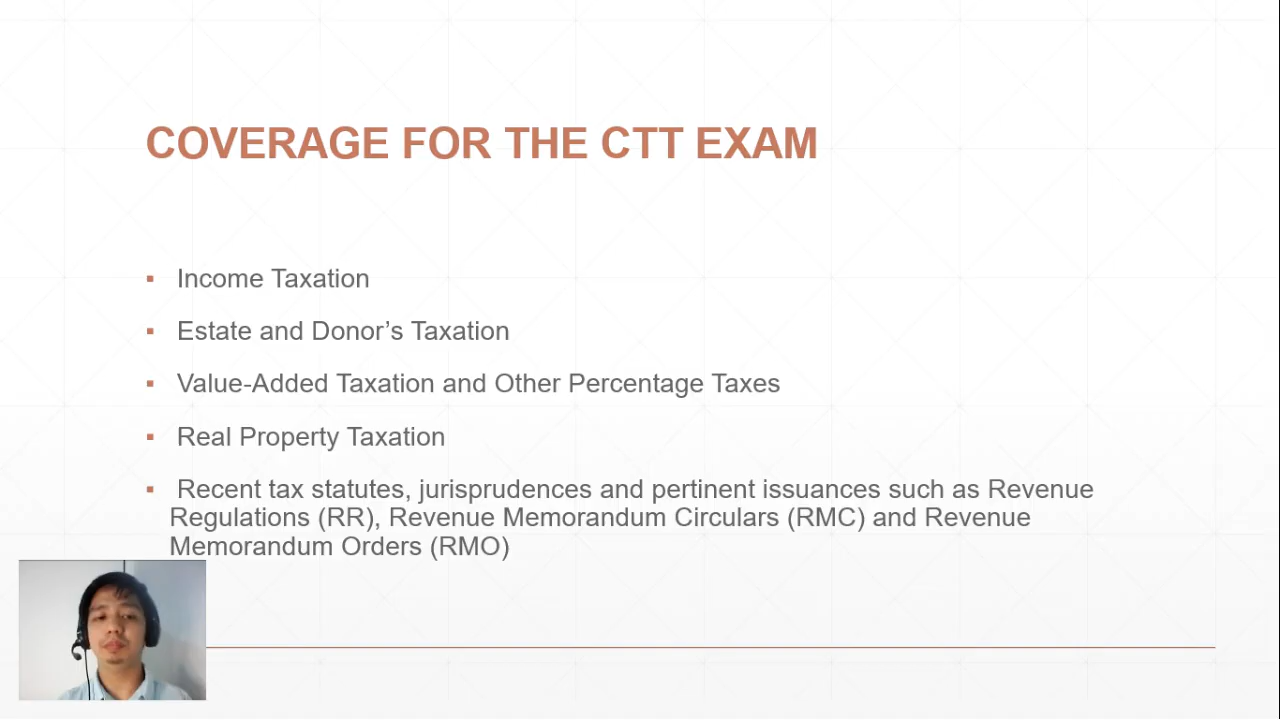 COVERAGE FOR THE CTT EXAM
▪ Income Taxation
▪ Estate and Donor’s Taxation
▪ Value-Added Taxation and Other Percentage Taxes
▪ Real Property Taxation
▪ Recent tax statutes, jurisprudences and pertinent issuances such as Revenue
Regulations (RR), Revenue Memorandum Circulars (RMC) and Revenue
Memorandum Orders (RMO)